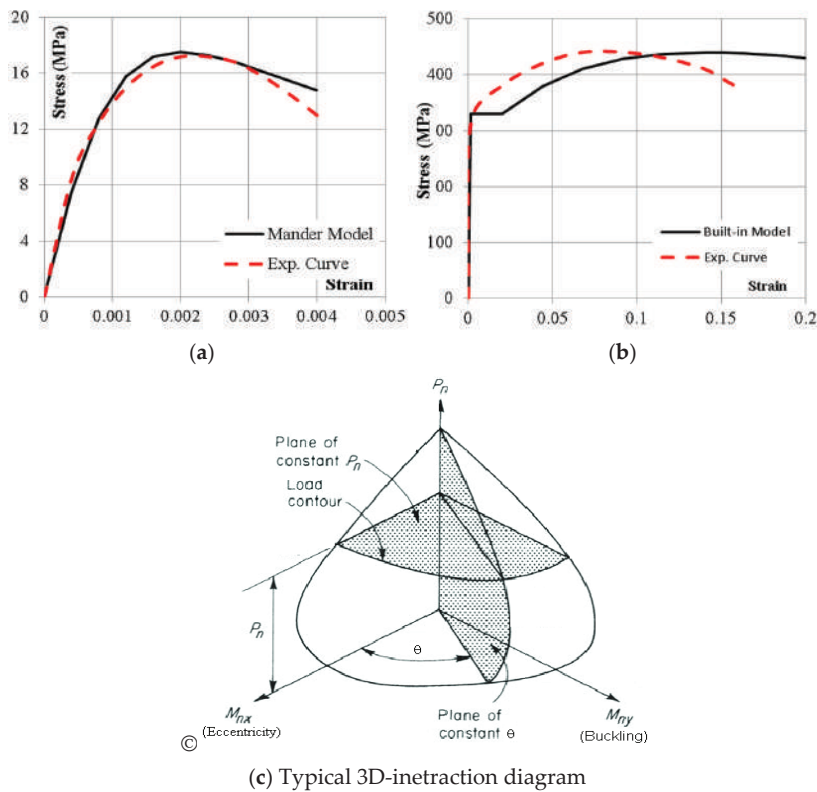 20
16
12
8
4
0
Stress (MPa)
Mander Model
Exp. Curve
Strain
0
0.001
0.002
0.003
0.004
0.005
(a)
500
400
00
00
100
0
Stress (MPa)
Built-in Model
Exp. Curve
Strain
0
0.05
0.1
0.15
0.2
(b)
Pn
Plane of
constant Pn
Load
contour
Pn
θ
Mnx
(Eccentricity)
©
Plane of
constant θ
Mny
(Buckling)
(c) Typical 3D-inetraction diagram